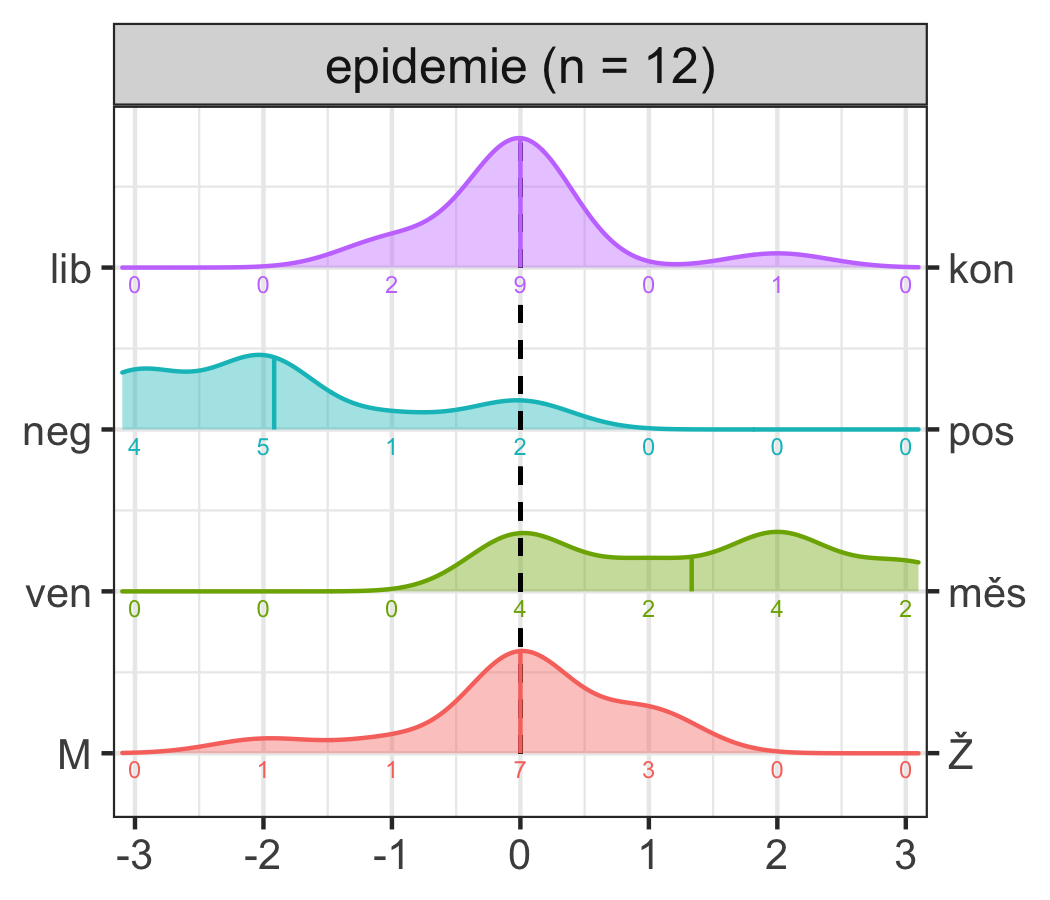 epidemie (n = 12)
lib kon
0 0 2 9 0 1 0
neg pos
4 5 1 2 0 0 0
ven měs
0 0 0 4 2 4 2
M Ž
0 1 1 7 3 0 0
-3 -2 -1 0 1 2 3